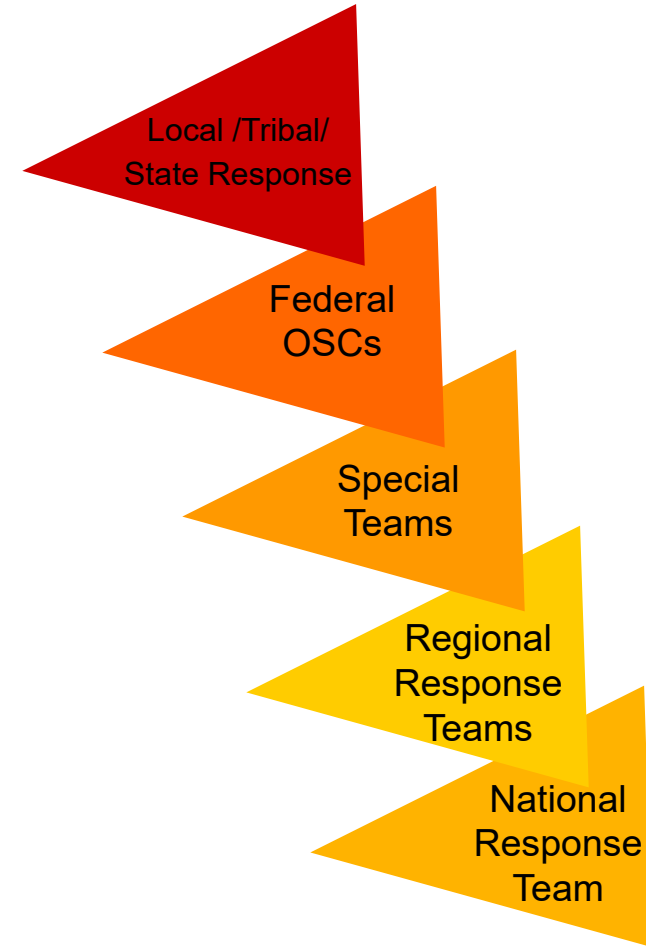 Local /Tribal/
State Response
Federal
OSCs
Special
Teams
Regional
Response
Teams
National
Response
Team